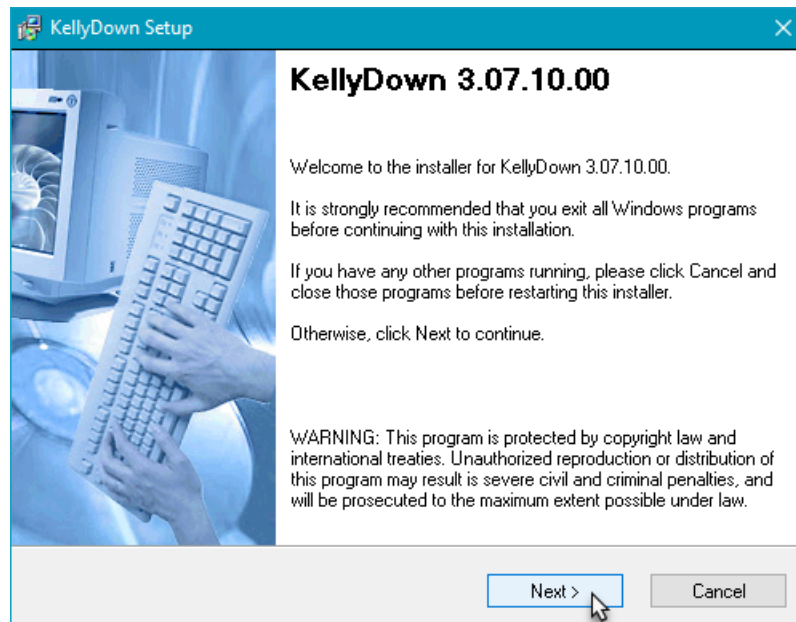 KellyDown Setup
KellyDown 3.07.10.00
Welcome to the installer for KellyDown 3.07.10.00.
It is strongly recommended that you exit all Windows programs
before continuing with this installation.
If you have any other programs running, please click Cancel and
close those programs before restarting this installer.
Otherwise, click Next to continue.
WARNING: This program is protected by copyright law and
international treaties. Unauthorized reproduction or distribution of
this program may result is severe civil and criminal penalties, and
will be prosecuted to the maximum extent possible under law.
Next >
Cancel